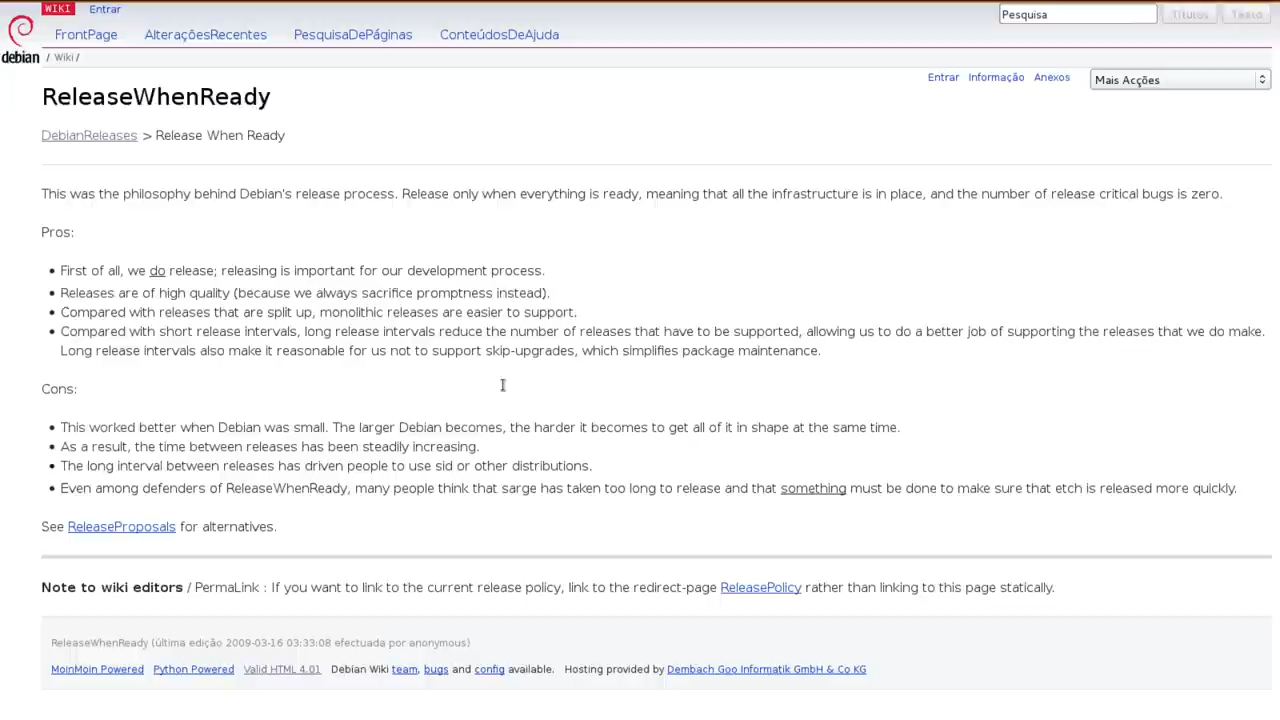 WIKI Entrar
Pesquisa Títulos Texto
debian
FrontPage AlteraçõesRecentes PesquisaDePáginas ConteúdosDeAjuda
/ Wiki /
Entrar Informação Anexos Mais Acções
ReleaseWhenReady
DebianReleases > Release When Ready
This was the philosophy behind Debian's release process. Release only when everything is ready, meaning that all the infrastructure is in place, and the number of release critical bugs is zero.
Pros:
• First of all, we do release; releasing is important for our development process.
• Releases are of high quality (because we always sacrifice promptness instead).
• Compared with releases that are split up, monolithic releases are easier to support.
• Compared with short release intervals, long release intervals reduce the number of releases that have to be supported, allowing us to do a better job of supporting the releases that we do make.
Long release intervals also make it reasonable for us not to support skip-upgrades, which simplifies package maintenance.
Cons:
• This worked better when Debian was small. The larger Debian becomes, the harder it becomes to get all of it in shape at the same time.
• As a result, the time between releases has been steadily increasing.
• The long interval between releases has driven people to use sid or other distributions.
• Even among defenders of ReleaseWhenReady, many people think that sarge has taken too long to release and that something must be done to make sure that etch is released more quickly.
See ReleaseProposals for alternatives.
Note to wiki editors / PermaLink : If you want to link to the current release policy, link to the redirect-page ReleasePolicy rather than linking to this page statically.
ReleaseWhenReady (última edição 2009-03-16 03:33:08 efectuada por anonymous)
MoinMoin Powered Python Powered Valid HTML 4.01 Debian Wiki team, bugs and config available. Hosting provided by Dembach Goo Informatik GmbH & Co KG